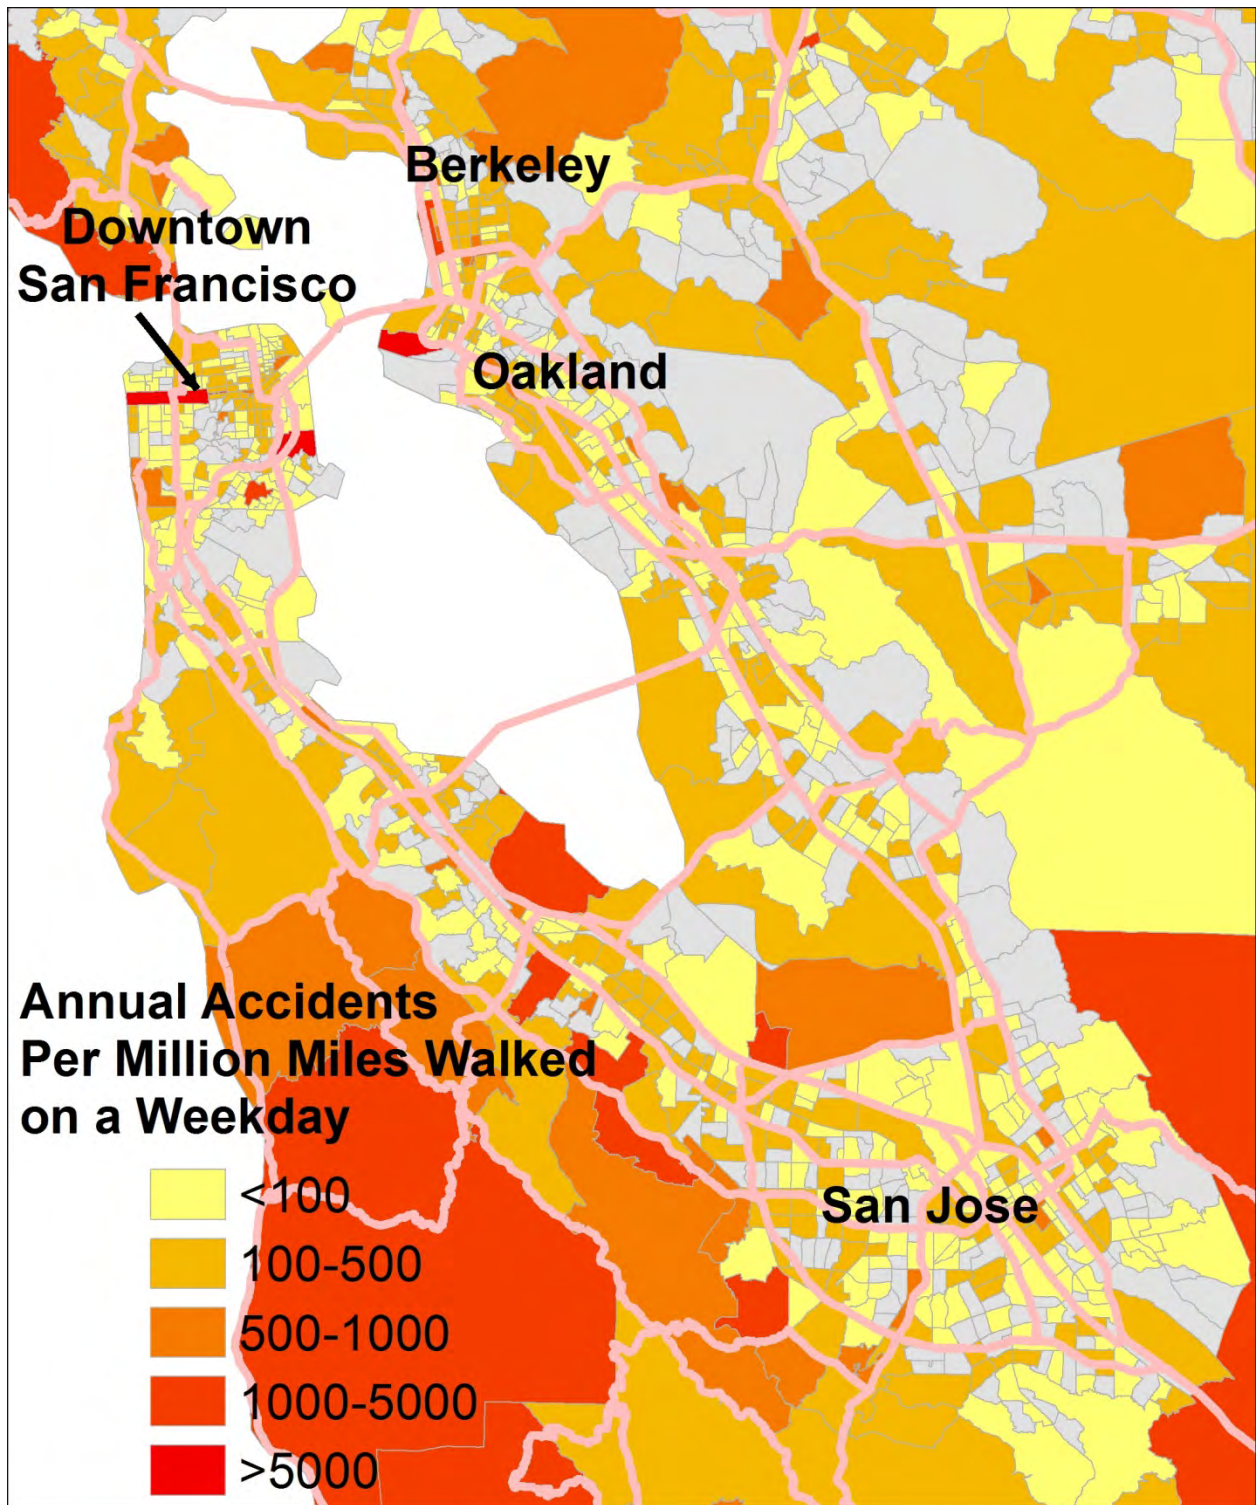 Berkeley
Downtown
San Francisco
Oakland
Annual Accidents
Per Million Miles Walked
on a Weekday
<100
100-500
San Jose
500-1000
1000-5000
>5000